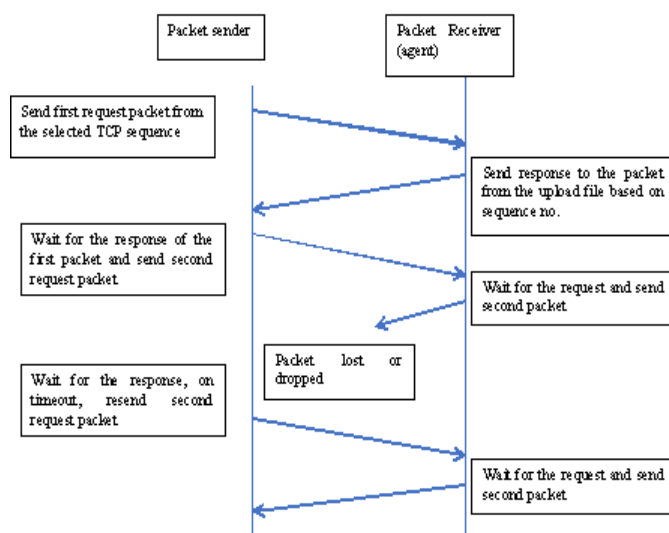 Packet sender
Packet Receiver
(agent)
Send first request packet from
the selected TCP sequence
Send response to the packet
from the upload file based on
sequence no.
Wait for the response of the
first packet and send second
request packet
Wait for the request and send
second packet
Packet lost or
dropped
Wait for the response, on
timeout, resend second
request packet
Wait for the request and send
second packet